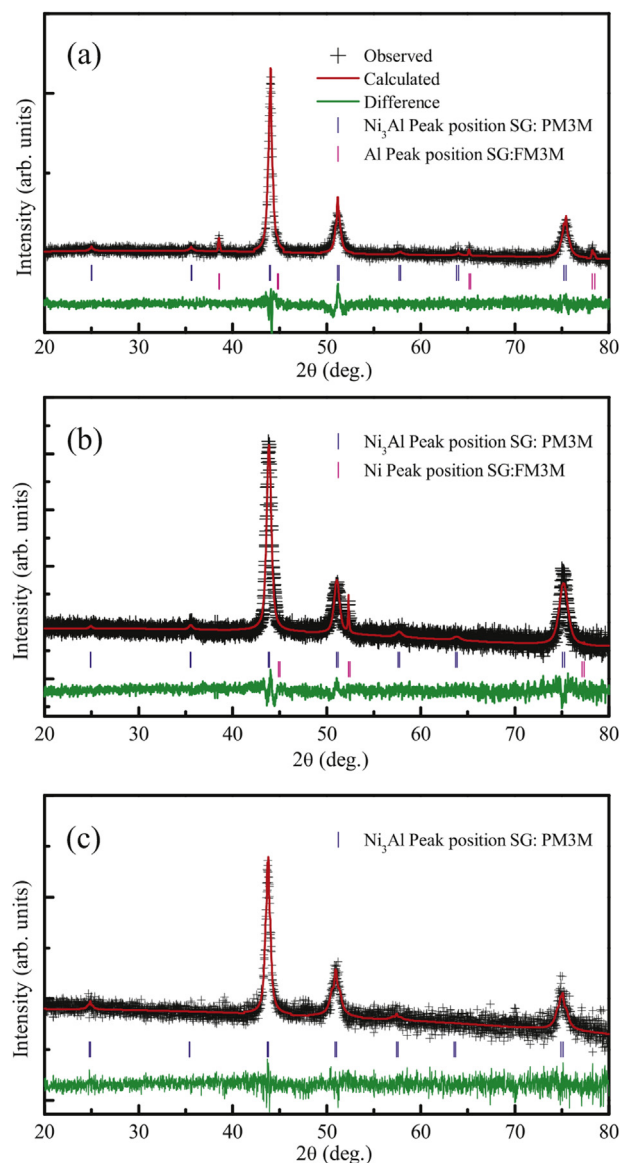 (a)
Observed
Calculated
Difference
Ni₃Al Peak position SG: PM3M
Al Peak position SG:FM3M
Intensity (arb. units)
20 30 40 50 60 70 80
2θ (deg.)
(b)
Ni₃Al Peak position SG: PM3M
Ni Peak position SG:FM3M
Intensity (arb. units)
20 30 40 50 60 70 80
2θ (deg.)
(c)
Ni₃Al Peak position SG: PM3M
Intensity (arb. units)
20 30 40 50 60 70 80
2θ (deg.)